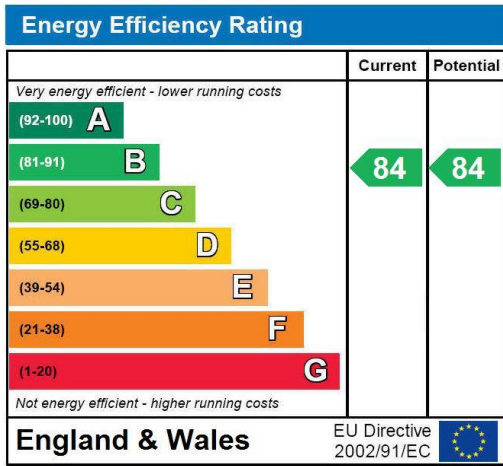 Energy Efficiency Rating
Current Potential
Very energy efficient - lower running costs
(92-100) A
(81-91) B 84 84
(69-80) C
(55-68) D
(39-54) E
(21-38) F
(1-20) G
Not energy efficient - higher running costs
England & Wales
EU Directive
2002/91/EC